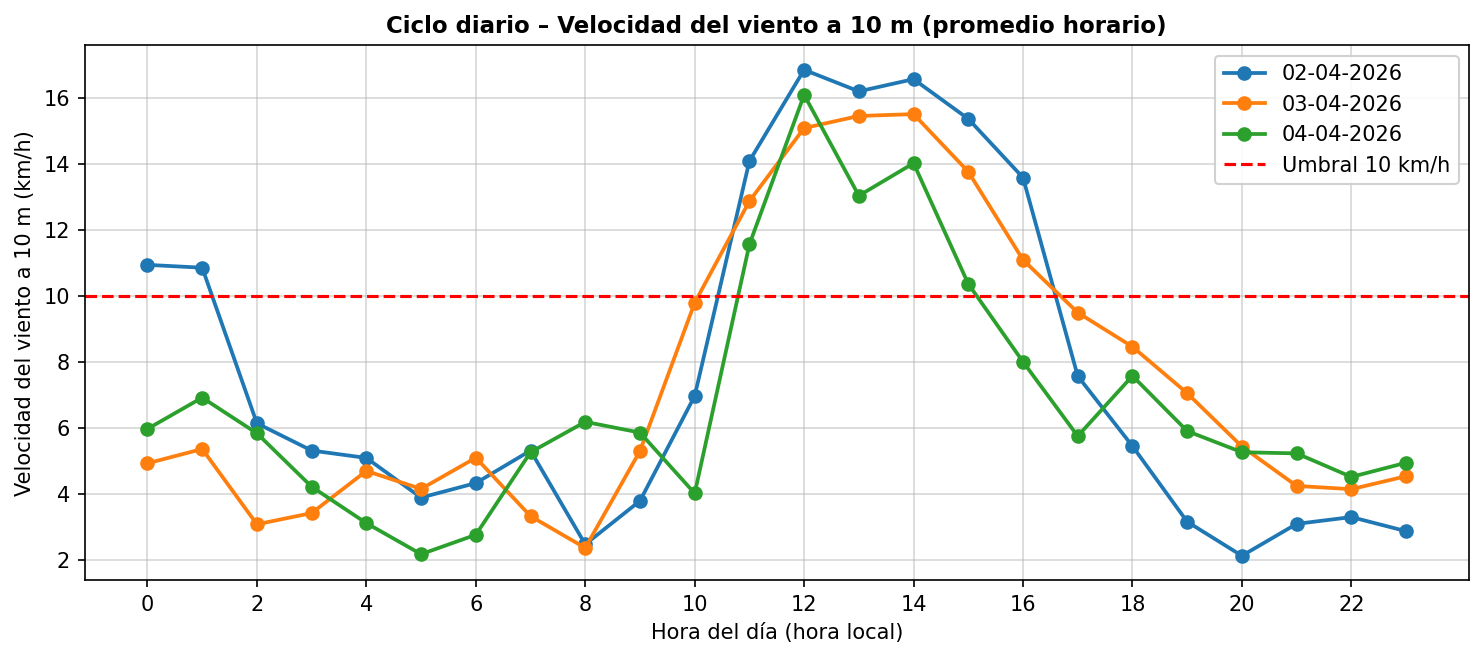 Ciclo diario – Velocidad del viento a 10 m (promedio horario)
Velocidad del viento a 10 m (km/h)
16
14
12
10
8
6
4
2
02-04-2026
03-04-2026
04-04-2026
Umbral 10 km/h
0 2 4 6 8 10 12 14 16 18 20 22
Hora del día (hora local)